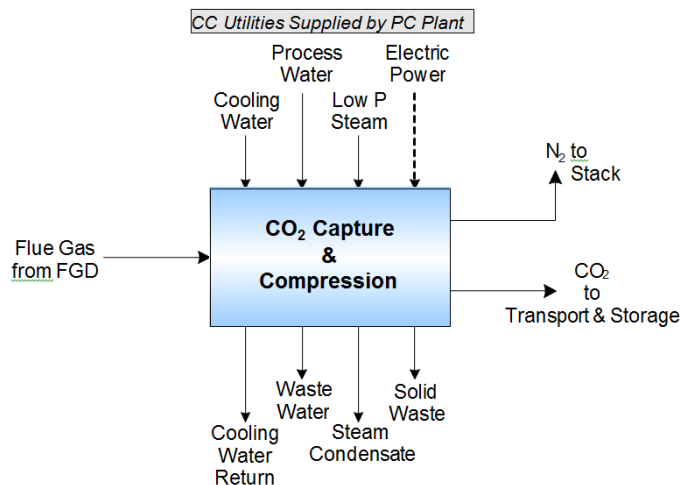 CC Utilities Supplied by PC Plant
Process
Water
Electric
Power
Cooling
Water
Low P
Steam
N₂ to
Stack
CO₂ Capture
&
Compression
Flue Gas
from FGD
CO₂
to
Transport & Storage
Waste
Water
Solid
Waste
Cooling
Water
Return
Steam
Condensate